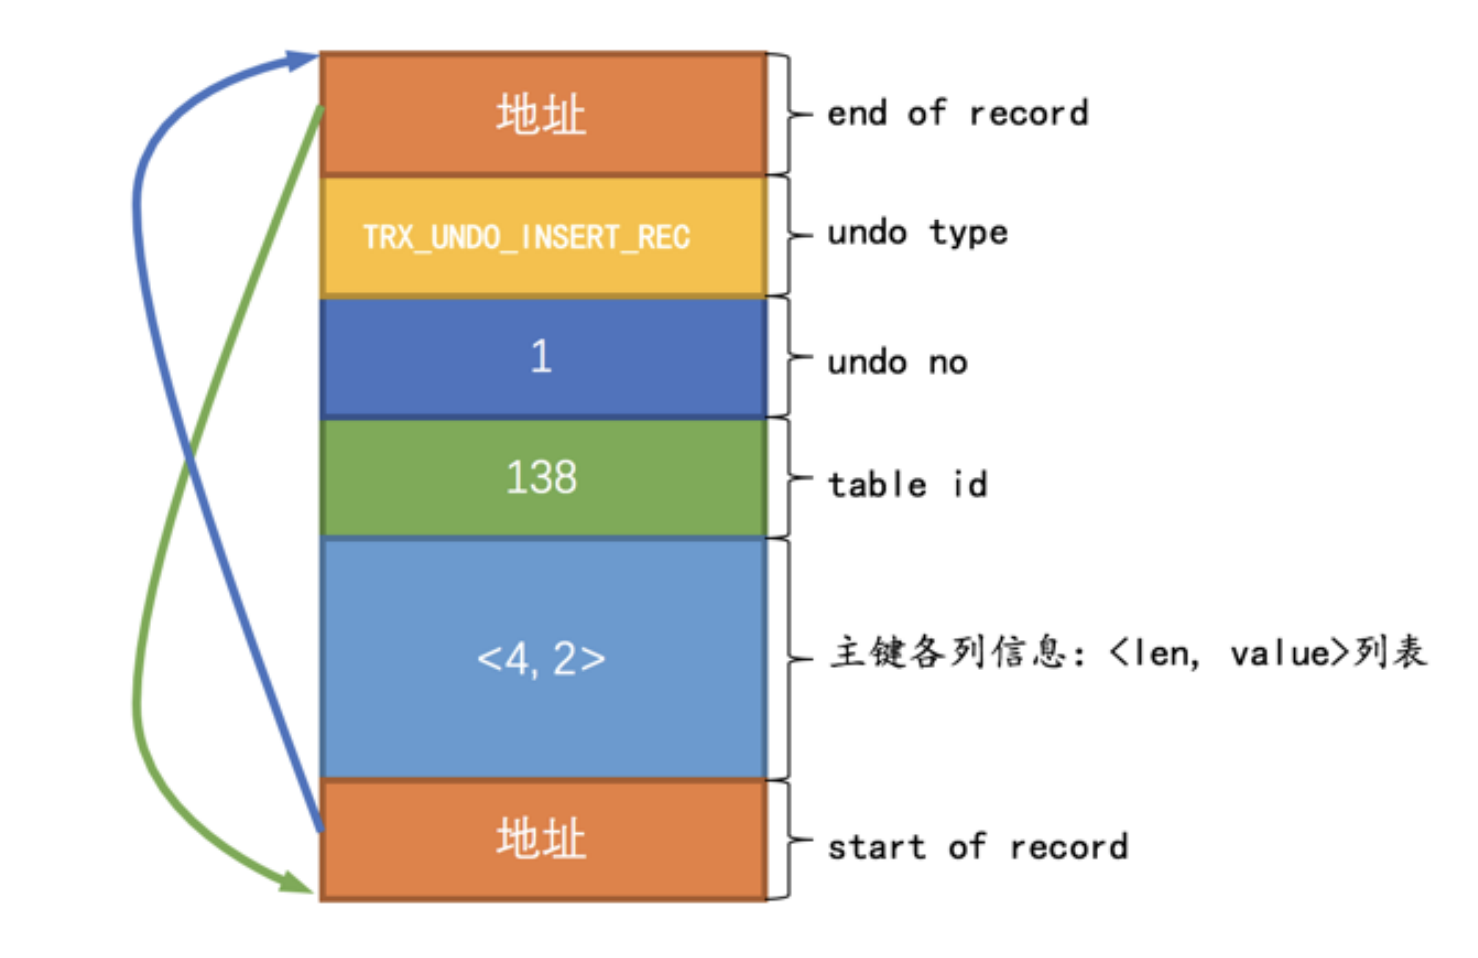 地址
end of record
TRX_UNDO_INSERT_REC
undo type
1
undo no
138
table id
<4, 2>
主键各列信息：<len, value>列表
地址
start of record